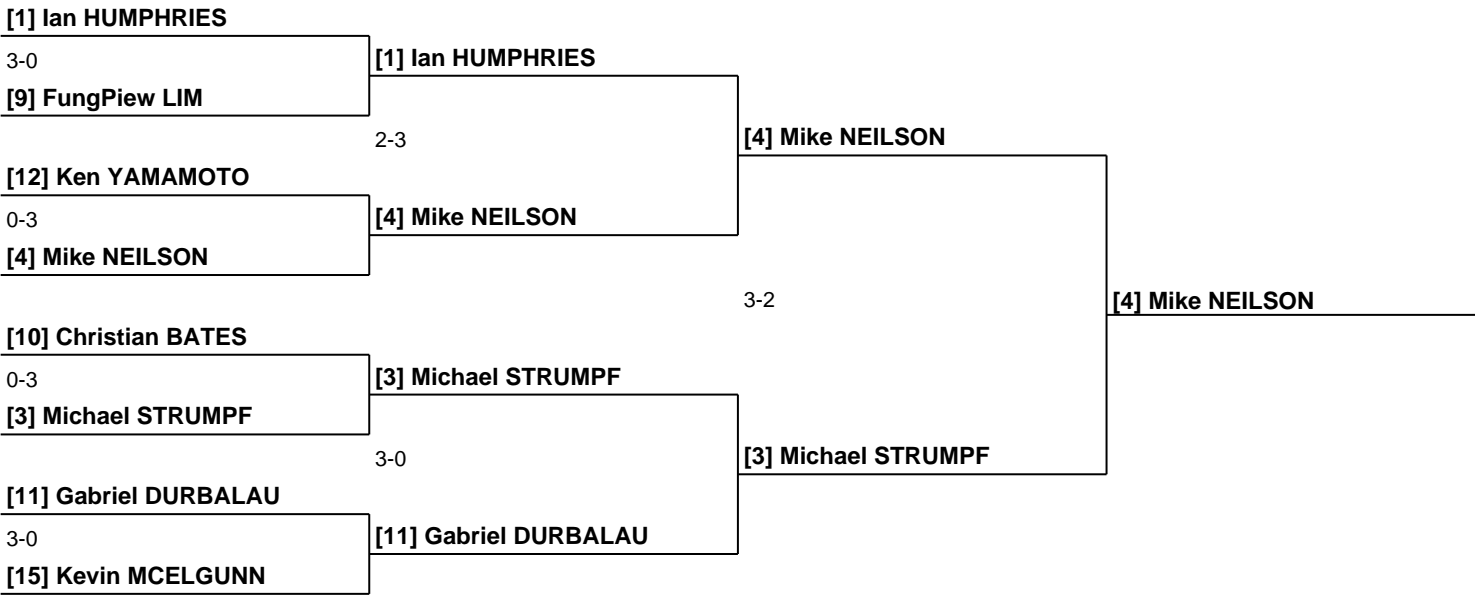 [1] Ian HUMPHRIES
3-0
[9] FungPiew LIM
[12] Ken YAMAMOTO
0-3
[4] Mike NEILSON
[10] Christian BATES
0-3
[3] Michael STRUMPF
[11] Gabriel DURBALAU
3-0
[15] Kevin MCELGUNN
[1] Ian HUMPHRIES
2-3
[4] Mike NEILSON
[3] Michael STRUMPF
3-0
[11] Gabriel DURBALAU
[4] Mike NEILSON
3-2
[3] Michael STRUMPF
[4] Mike NEILSON